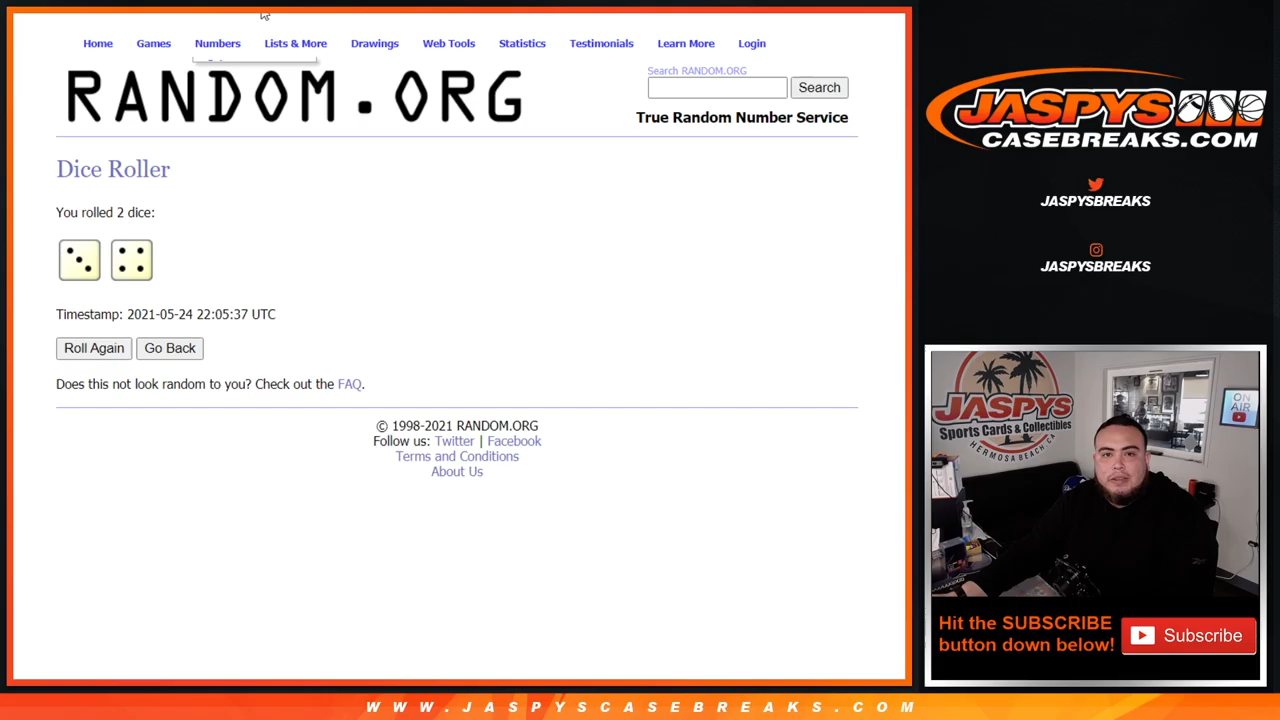 Home Games Numbers Lists & More Drawings Web Tools Statistics Testimonials Learn More Login
Search RANDOM.ORG
RANDOM.ORG
Search
True Random Number Service
Dice Roller
You rolled 2 dice:
Timestamp: 2021-05-24 22:05:37 UTC
Roll Again Go Back
Does this not look random to you? Check out the FAQ.
© 1998-2021 RANDOM.ORG
Follow us: Twitter | Facebook
Terms and Conditions
About Us
JASPYS
CASEBREAKS.COM
JASPYSBREAKS
JASPYSBREAKS
JASPYS
Sports Cards & Collectibles
HERMOSA BEACH, CA
ON
AIR
Hit the SUBSCRIBE
button down below!
Subscribe
WWW.JASPYSCASEBREAKS.COM